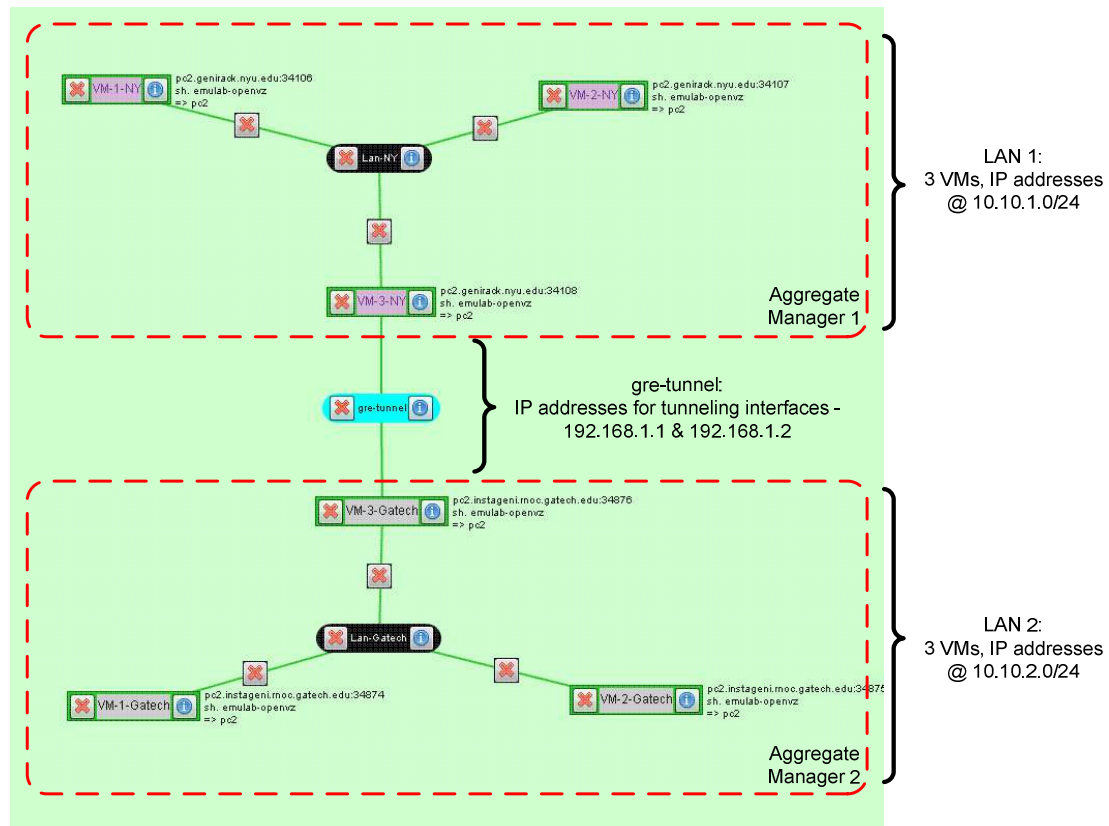 pc2.genirack.nyu.edu:34106
VM-1-NY
sh. emulab-openvz
=> pc2
pc2.genirack.nyu.edu:34107
VM-2-NY
sh. emulab-openvz
=> pc2
Lan-NY
LAN 1:
3 VMs, IP addresses
@ 10.10.1.0/24
pc2.genirack.nyu.edu:34108
VM-3-NY
sh. emulab-openvz
=> pc2
Aggregate
Manager 1
gre-tunnel
gre-tunnel:
IP addresses for tunneling interfaces -
192.168.1.1 & 192.168.1.2
pc2.instageni.rnoc.gatech.edu:34876
VM-3-Gatech
sh. emulab-openvz
=> pc2
Lan-Gatech
LAN 2:
3 VMs, IP addresses
@ 10.10.2.0/24
pc2.instageni.rnoc.gatech.edu:34874
VM-1-Gatech
sh. emulab-openvz
=> pc2
pc2.instageni.rnoc.gatech.edu:34875
VM-2-Gatech
sh. emulab-openvz
=> pc2
Aggregate
Manager 2